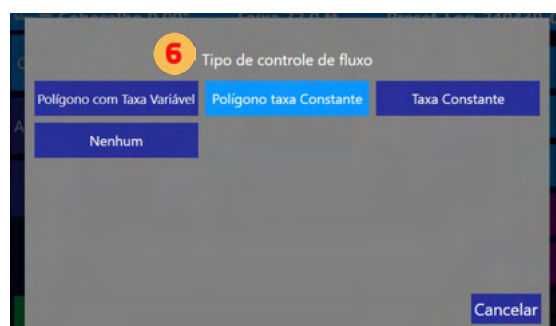 6 Tipo de controle de fluxo
Polígono com Taxa Variável Polígono taxa Constante Taxa Constante
Nenhum
Cancelar